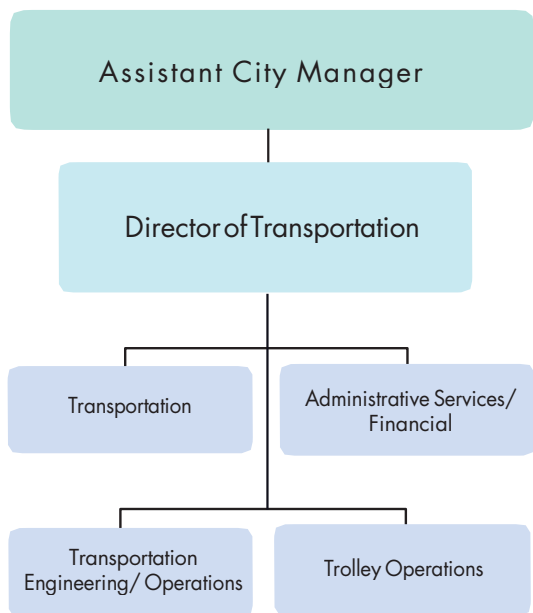 Assistant City Manager
Director of Transportation
Transportation
Administrative Services/
Financial
Transportation
Engineering/ Operations
Trolley Operations